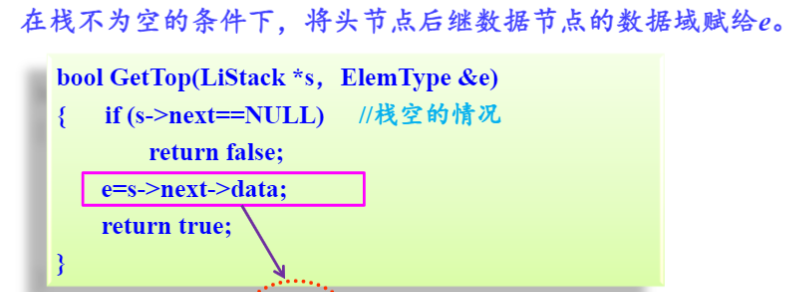 在栈不为空的条件下，将头节点后继数据节点的数据域赋给e。
bool GetTop(LiStack *s，ElemType &e)
{ if (s->next==NULL) //栈空的情况
return false;
e=s->next->data;
return true;
}